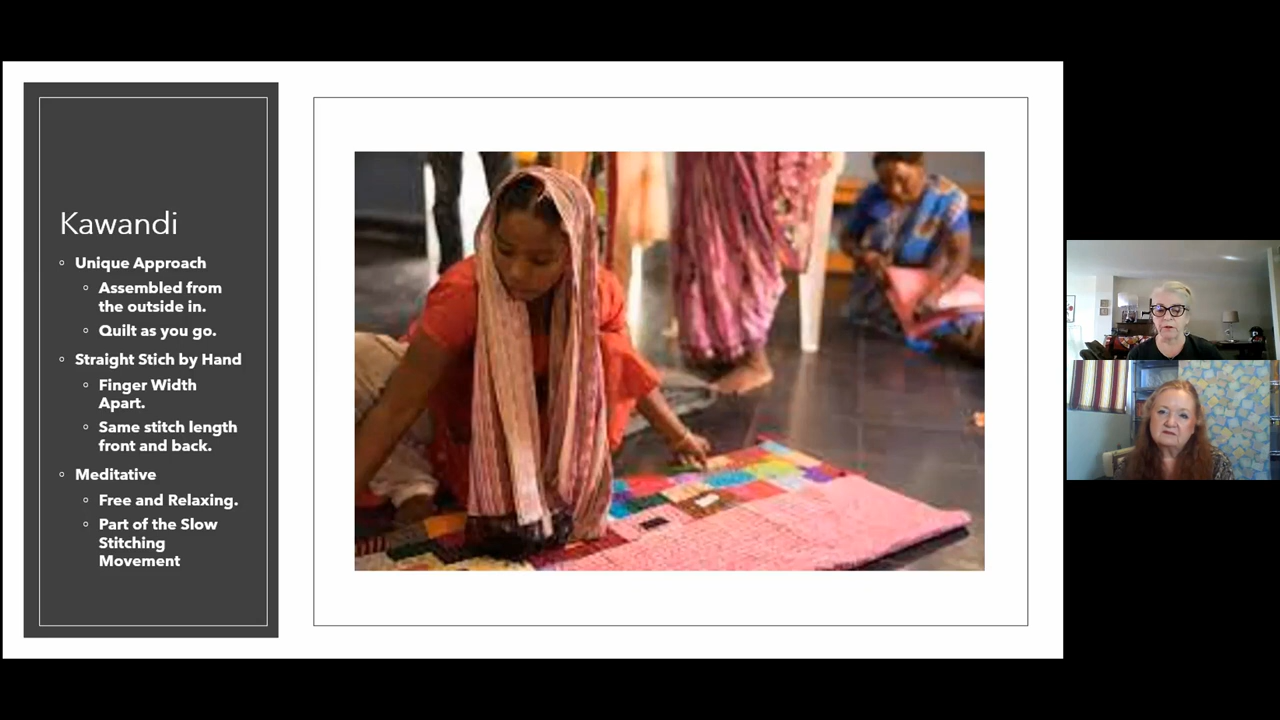 Kawandi
Unique Approach
Assembled from
the outside in.
Quilt as you go.
Straight Stich by Hand
Finger Width
Apart.
Same stitch length
front and back.
Meditative
Free and Relaxing.
Part of the Slow
Stitching
Movement